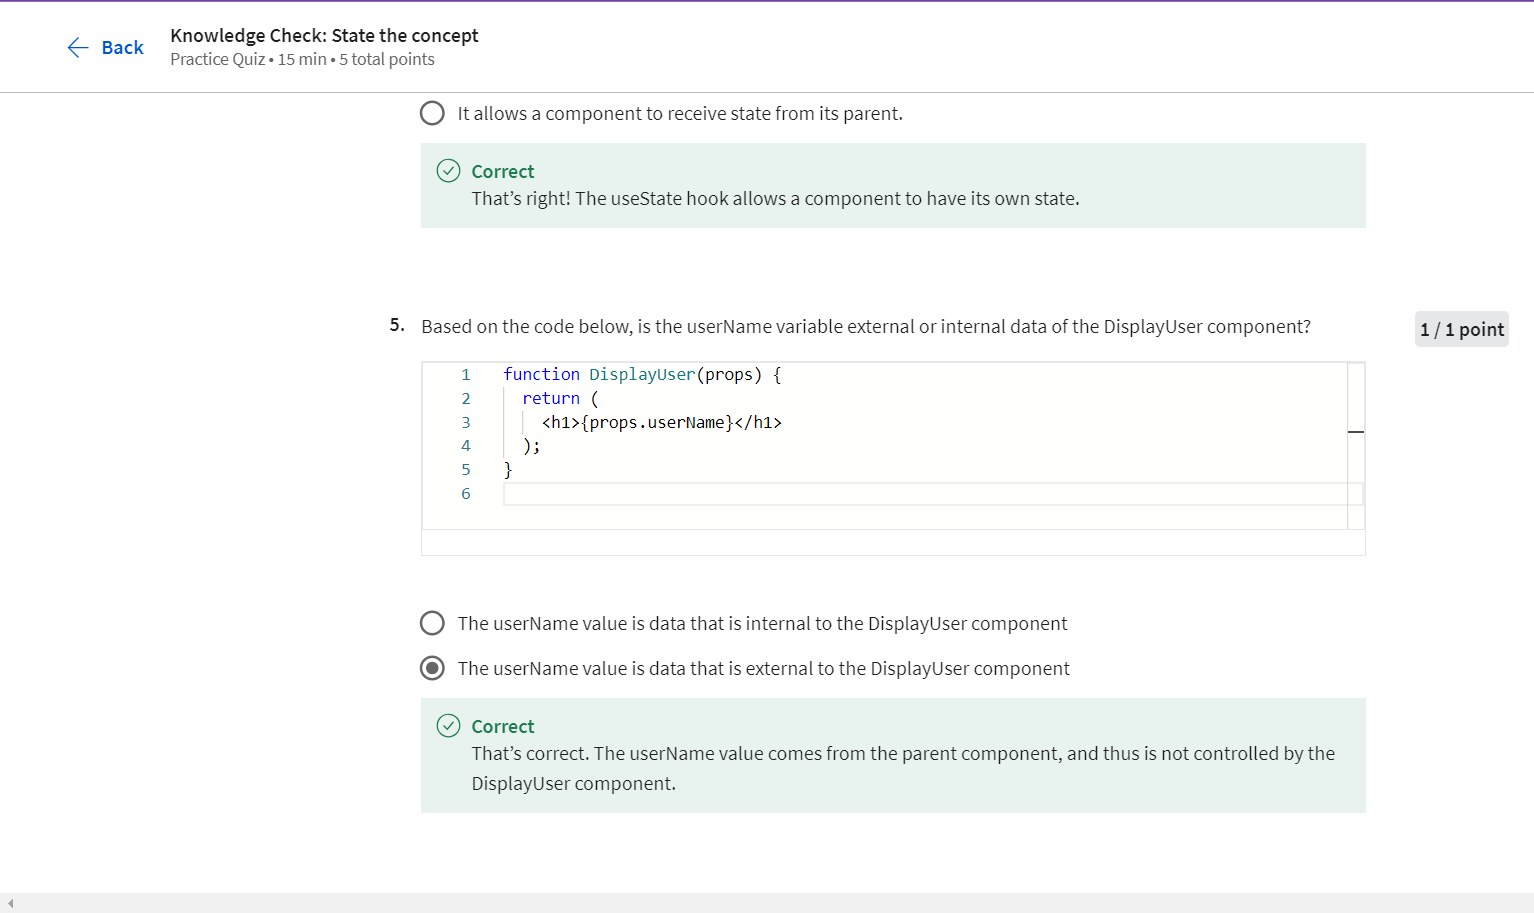 Back
Knowledge Check: State the concept
Practice Quiz • 15 min • 5 total points
It allows a component to receive state from its parent.
Correct
That’s right! The useState hook allows a component to have its own state.
5. Based on the code below, is the userName variable external or internal data of the DisplayUser component?
1 / 1 point
1 function DisplayUser(props) {
2 return (
3 <h1>{props.userName}</h1>
4 );
5 }
6
The userName value is data that is internal to the DisplayUser component
The userName value is data that is external to the DisplayUser component
Correct
That’s correct. The userName value comes from the parent component, and thus is not controlled by the
DisplayUser component.